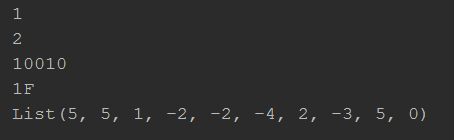 1
2
10010
1F
List(5, 5, 1, -2, -2, -4, 2, -3, 5, 0)